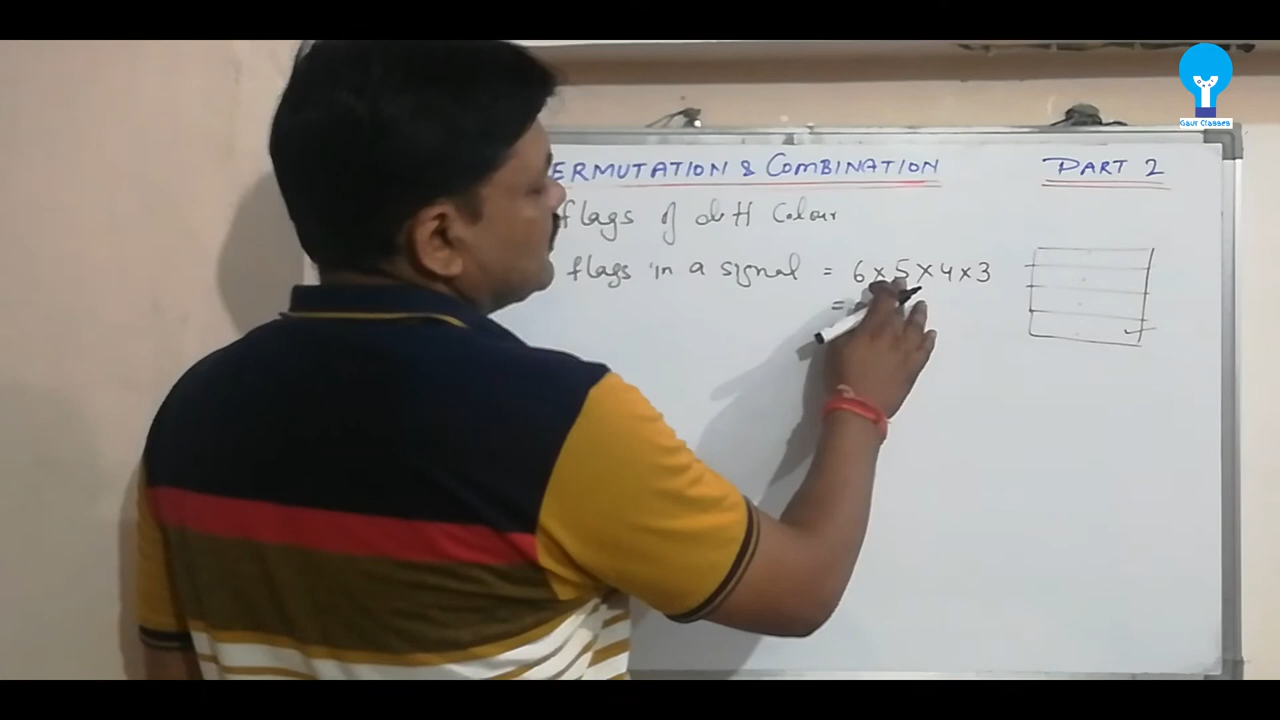 ERMUTATION & COMBINATION
PART 2
flags of diff Colour
flags in a signal = 6×5×4×3
=
Gaur Classes